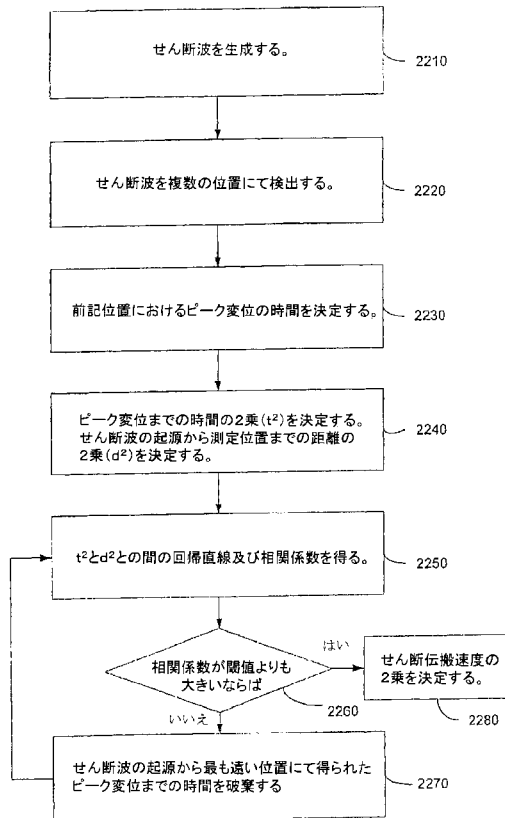 せん断波を生成する。
2210
せん断波を複数の位置にて検出する。
2220
前記位置におけるピーク変位の時間を決定する。
2230
ピーク変位までの時間の2乗(t²)を決定する。
せん断波の起源から測定位置までの距離の
2乗(d²)を決定する。
2240
t²とd²との間の回帰直線及び相関係数を得る。
2250
相関係数が閾値よりも
大きいならば
2260
はい
せん断伝搬速度の
2乗を決定する。
2280
いいえ
せん断波の起源から最も遠い位置にて得られた
ピーク変位までの時間を破棄する
2270